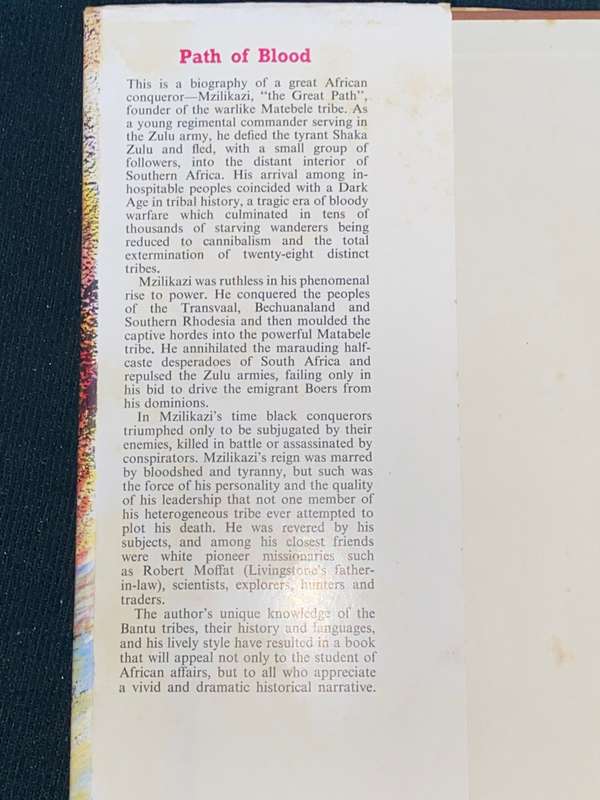 Path of Blood
This is a biography of a great African
conqueror—Mzilikazi, “the Great Path”,
founder of the warlike Matebele tribe. As
a young regimental commander serving in
the Zulu army, he defied the tyrant Shaka
Zulu and fled, with a small group of
followers, into the distant interior of
Southern Africa. His arrival among in-
hospitable peoples coincided with a Dark
Age in tribal history, a tragic era of bloody
warfare which culminated in tens of
thousands of starving wanderers being
reduced to cannibalism and the total
extermination of twenty-eight distinct
tribes.
Mzilikazi was ruthless in his phenomenal
rise to power. He conquered the peoples
of the Transvaal, Bechuanaland and
Southern Rhodesia and then moulded the
captive hordes into the powerful Matabele
tribe. He annihilated the marauding half-
caste desperadoes of South Africa and
repulsed the Zulu armies, failing only in
his bid to drive the emigrant Boers from
his dominions.
In Mzilikazi’s time black conquerors
triumphed only to be subjugated by their
enemies, killed in battle or assassinated by
conspirators. Mzilikazi’s reign was marred
by bloodshed and tyranny, but such was
the force of his personality and the quality
of his leadership that not one member of
his heterogeneous tribe ever attempted to
plot his death. He was revered by his
subjects, and among his closest friends
were white pioneer missionaries such
as Robert Moffat (Livingstone’s father-
in-law), scientists, explorers, hunters and
traders.
The author’s unique knowledge of the
Bantu tribes, their history and languages,
and his lively style have resulted in a book
that will appeal not only to the student of
African affairs, but to all who appreciate
a vivid and dramatic historical narrative.